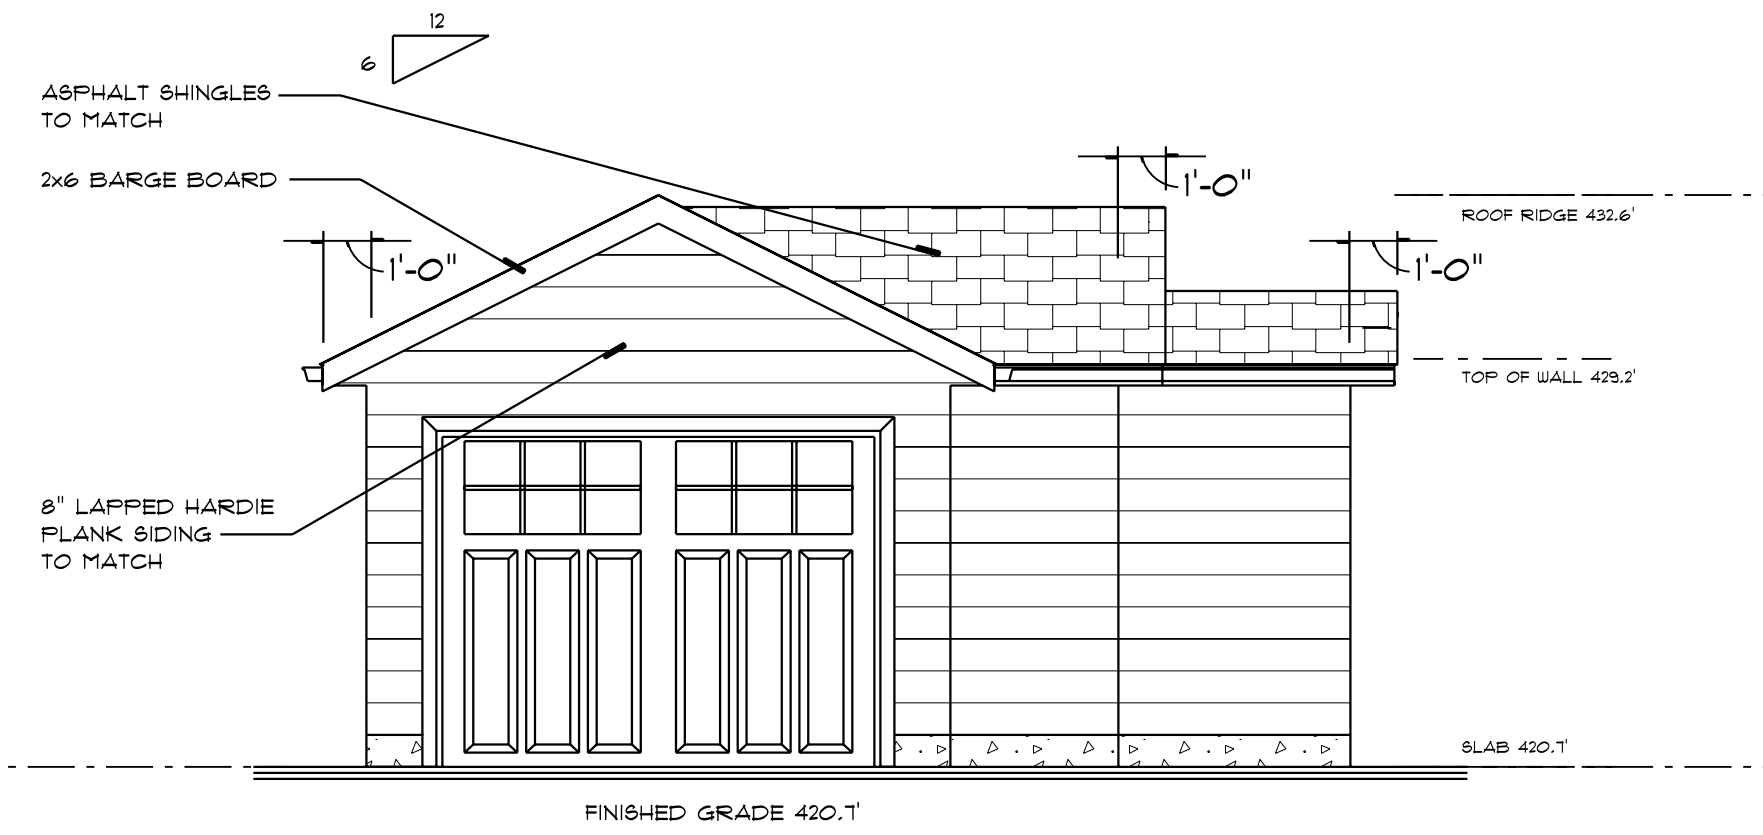 12
6
ASPHALT SHINGLES
TO MATCH
2x6 BARGE BOARD
1'-0"
1'-0"
1'-0"
ROOF RIDGE 432.6'
TOP OF WALL 429.2'
8" LAPPED HARDIE
PLANK SIDING
TO MATCH
SLAB 420.7'
FINISHED GRADE 420.7'